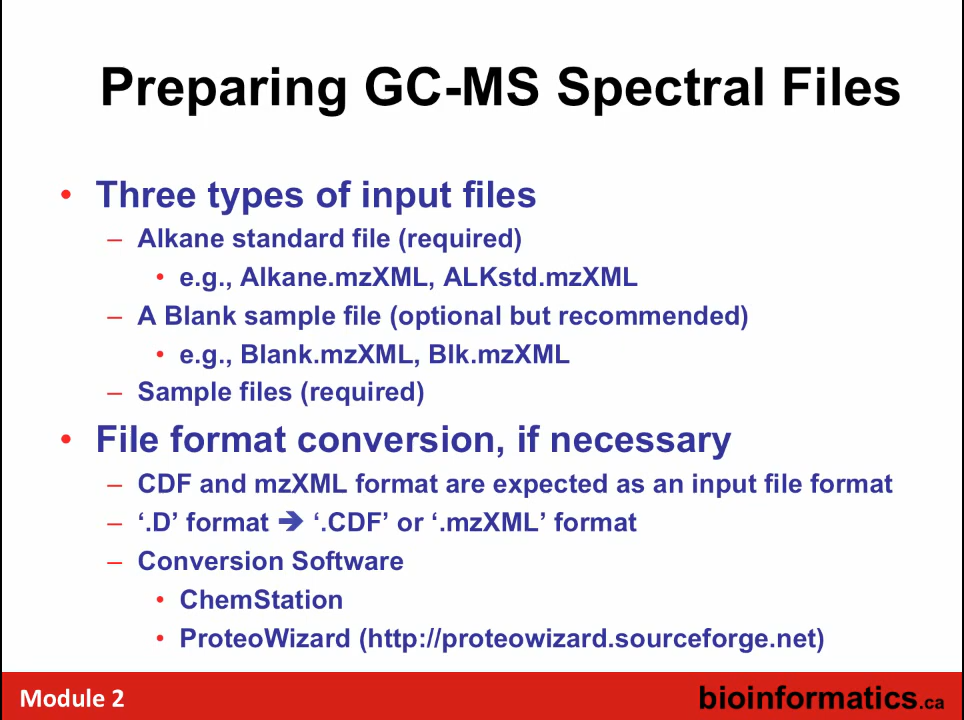 Preparing GC-MS Spectral Files
• Three types of input files
– Alkane standard file (required)
• e.g., Alkane.mzXML, ALKstd.mzXML
– A Blank sample file (optional but recommended)
• e.g., Blank.mzXML, Blk.mzXML
– Sample files (required)
• File format conversion, if necessary
– CDF and mzXML format are expected as an input file format
– ‘.D’ format ➔ ‘.CDF’ or ‘.mzXML’ format
– Conversion Software
• ChemStation
• ProteoWizard (http://proteowizard.sourceforge.net)
Module 2
bioinformatics.ca